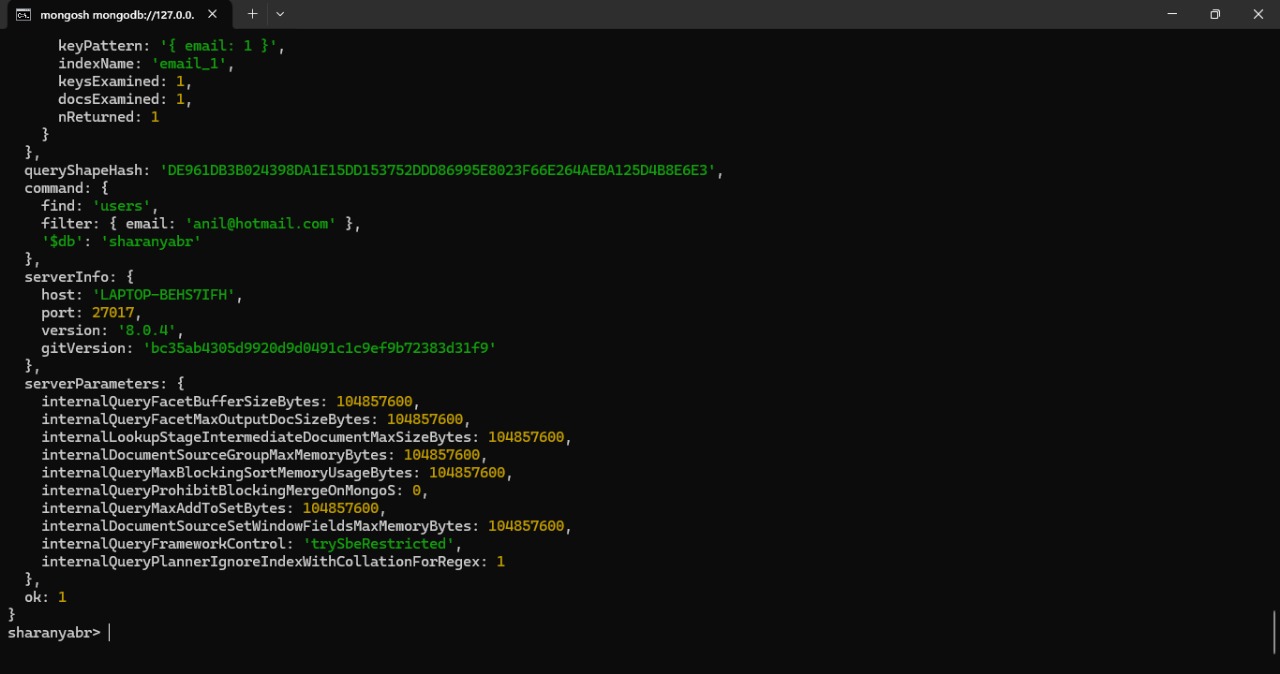 mongosh mongodb://127.0.0.
keyPattern: '{ email: 1 }',
indexName: 'email_1',
keysExamined: 1,
docsExamined: 1,
nReturned: 1
}
},
queryShapeHash: 'DE961DB3B024398DA1E15DD153752DDD86995E8023F66E264AEBA125D4B8E6E3',
command: {
find: 'users',
filter: { email: 'anil@hotmail.com' },
'$db': 'sharanyabr'
},
serverInfo: {
host: 'LAPTOP-BEHS7IFH',
port: 27017,
version: '8.0.4',
gitVersion: 'bc35ab4305d9920d9d0491c1c9ef9b72383d31f9'
},
serverParameters: {
internalQueryFacetBufferSizeBytes: 104857600,
internalQueryFacetMaxOutputDocSizeBytes: 104857600,
internalLookupStageIntermediateDocumentMaxSizeBytes: 104857600,
internalDocumentSourceGroupMaxMemoryBytes: 104857600,
internalQueryMaxBlockingSortMemoryUsageBytes: 104857600,
internalQueryProhibitBlockingMergeOnMongoS: 0,
internalQueryMaxAddToSetBytes: 104857600,
internalDocumentSourceSetWindowFieldsMaxMemoryBytes: 104857600,
internalQueryFrameworkControl: 'trySbeRestricted',
internalQueryPlannerIgnoreIndexWithCollationForRegex: 1
},
ok: 1
}
sharanyabr>